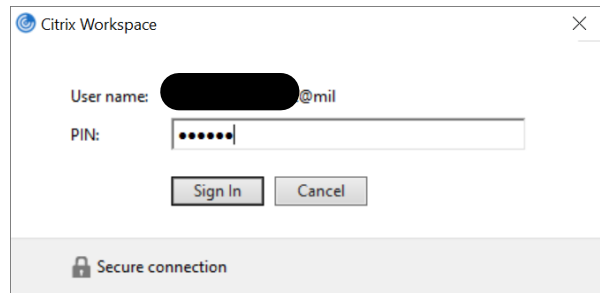 Citrix Workspace
User name: @mil
PIN: ••••••
Sign In Cancel
Secure connection